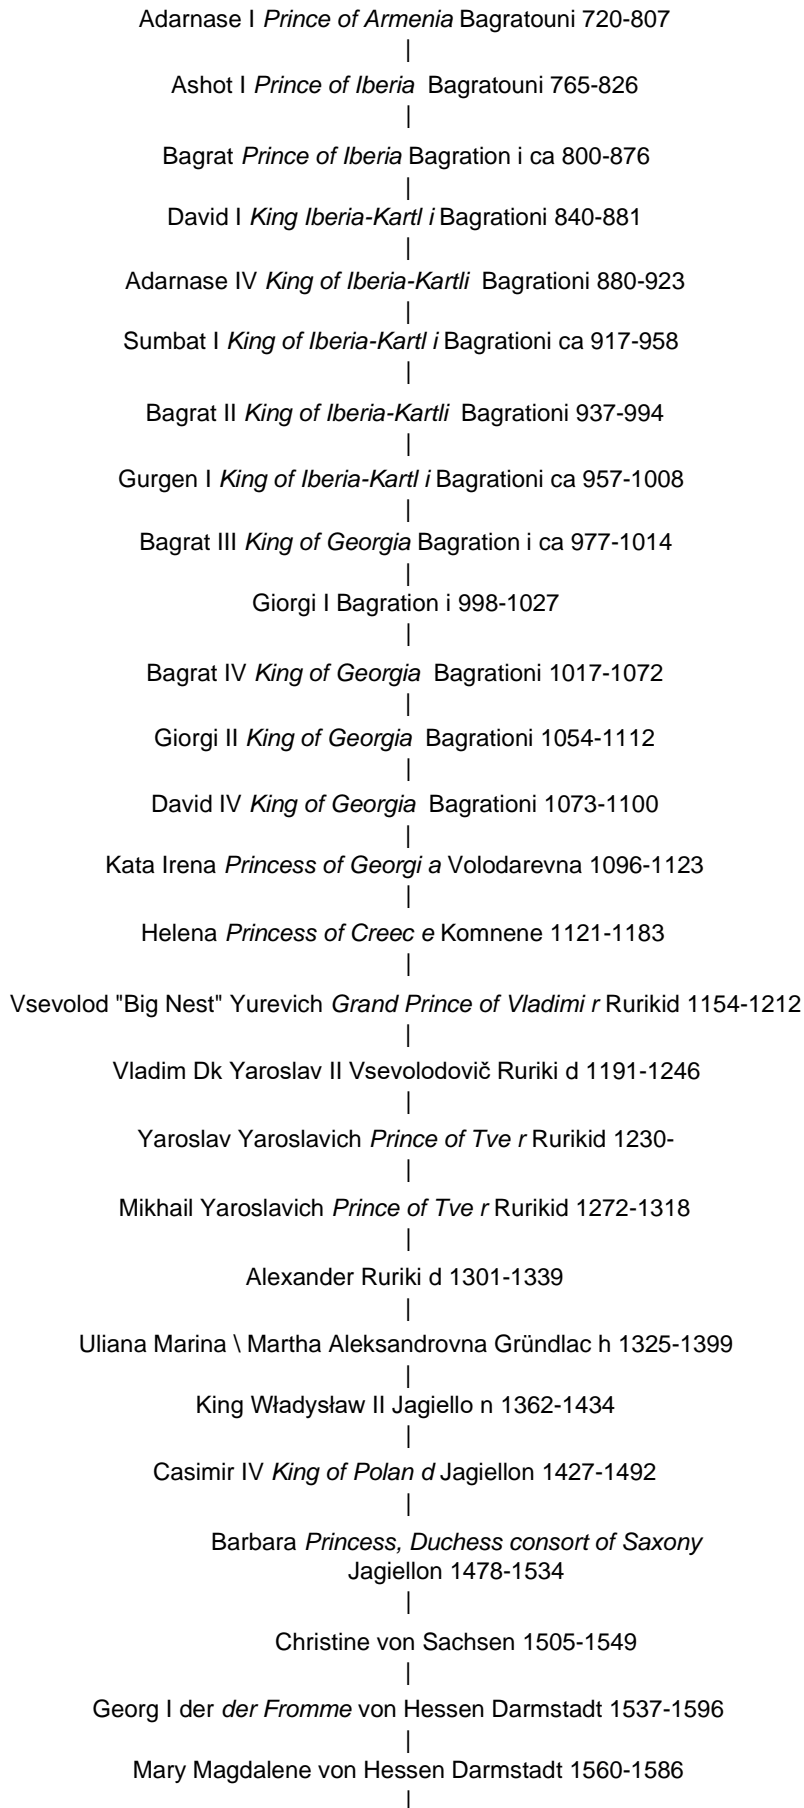 Adarnase I Prince of Armenia Bagratouni 720-807
|
Ashot I Prince of Iberia Bagratouni 765-826
|
Bagrat Prince of Iberia Bagration i ca 800-876
|
David I King Iberia-Kartl i Bagrationi 840-881
|
Adarnase IV King of Iberia-Kartli Bagrationi 880-923
|
Sumbat I King of Iberia-Kartl i Bagrationi ca 917-958
|
Bagrat II King of Iberia-Kartli Bagrationi 937-994
|
Gurgen I King of Iberia-Kartl i Bagrationi ca 957-1008
|
Bagrat III King of Georgia Bagration i ca 977-1014
|
Giorgi I Bagration i 998-1027
|
Bagrat IV King of Georgia Bagrationi 1017-1072
|
Giorgi II King of Georgia Bagrationi 1054-1112
|
David IV King of Georgia Bagrationi 1073-1100
|
Kata Irena Princess of Georgi a Volodarevna 1096-1123
|
Helena Princess of Creec e Komnene 1121-1183
|
Vsevolod "Big Nest" Yurevich Grand Prince of Vladimi r Rurikid 1154-1212
|
Vladim Dk Yaroslav II Vsevolodovič Ruriki d 1191-1246
|
Yaroslav Yaroslavich Prince of Tve r Rurikid 1230-
|
Mikhail Yaroslavich Prince of Tve r Rurikid 1272-1318
|
Alexander Ruriki d 1301-1339
|
Uliana Marina \ Martha Aleksandrovna Gründlac h 1325-1399
|
King Władysław II Jagiello n 1362-1434
|
Casimir IV King of Polan d Jagiellon 1427-1492
|
Barbara Princess, Duchess consort of Saxony
Jagiellon 1478-1534
|
Christine von Sachsen 1505-1549
|
Georg I der der Fromme von Hessen Darmstadt 1537-1596
|
Mary Magdalene von Hessen Darmstadt 1560-1586
|